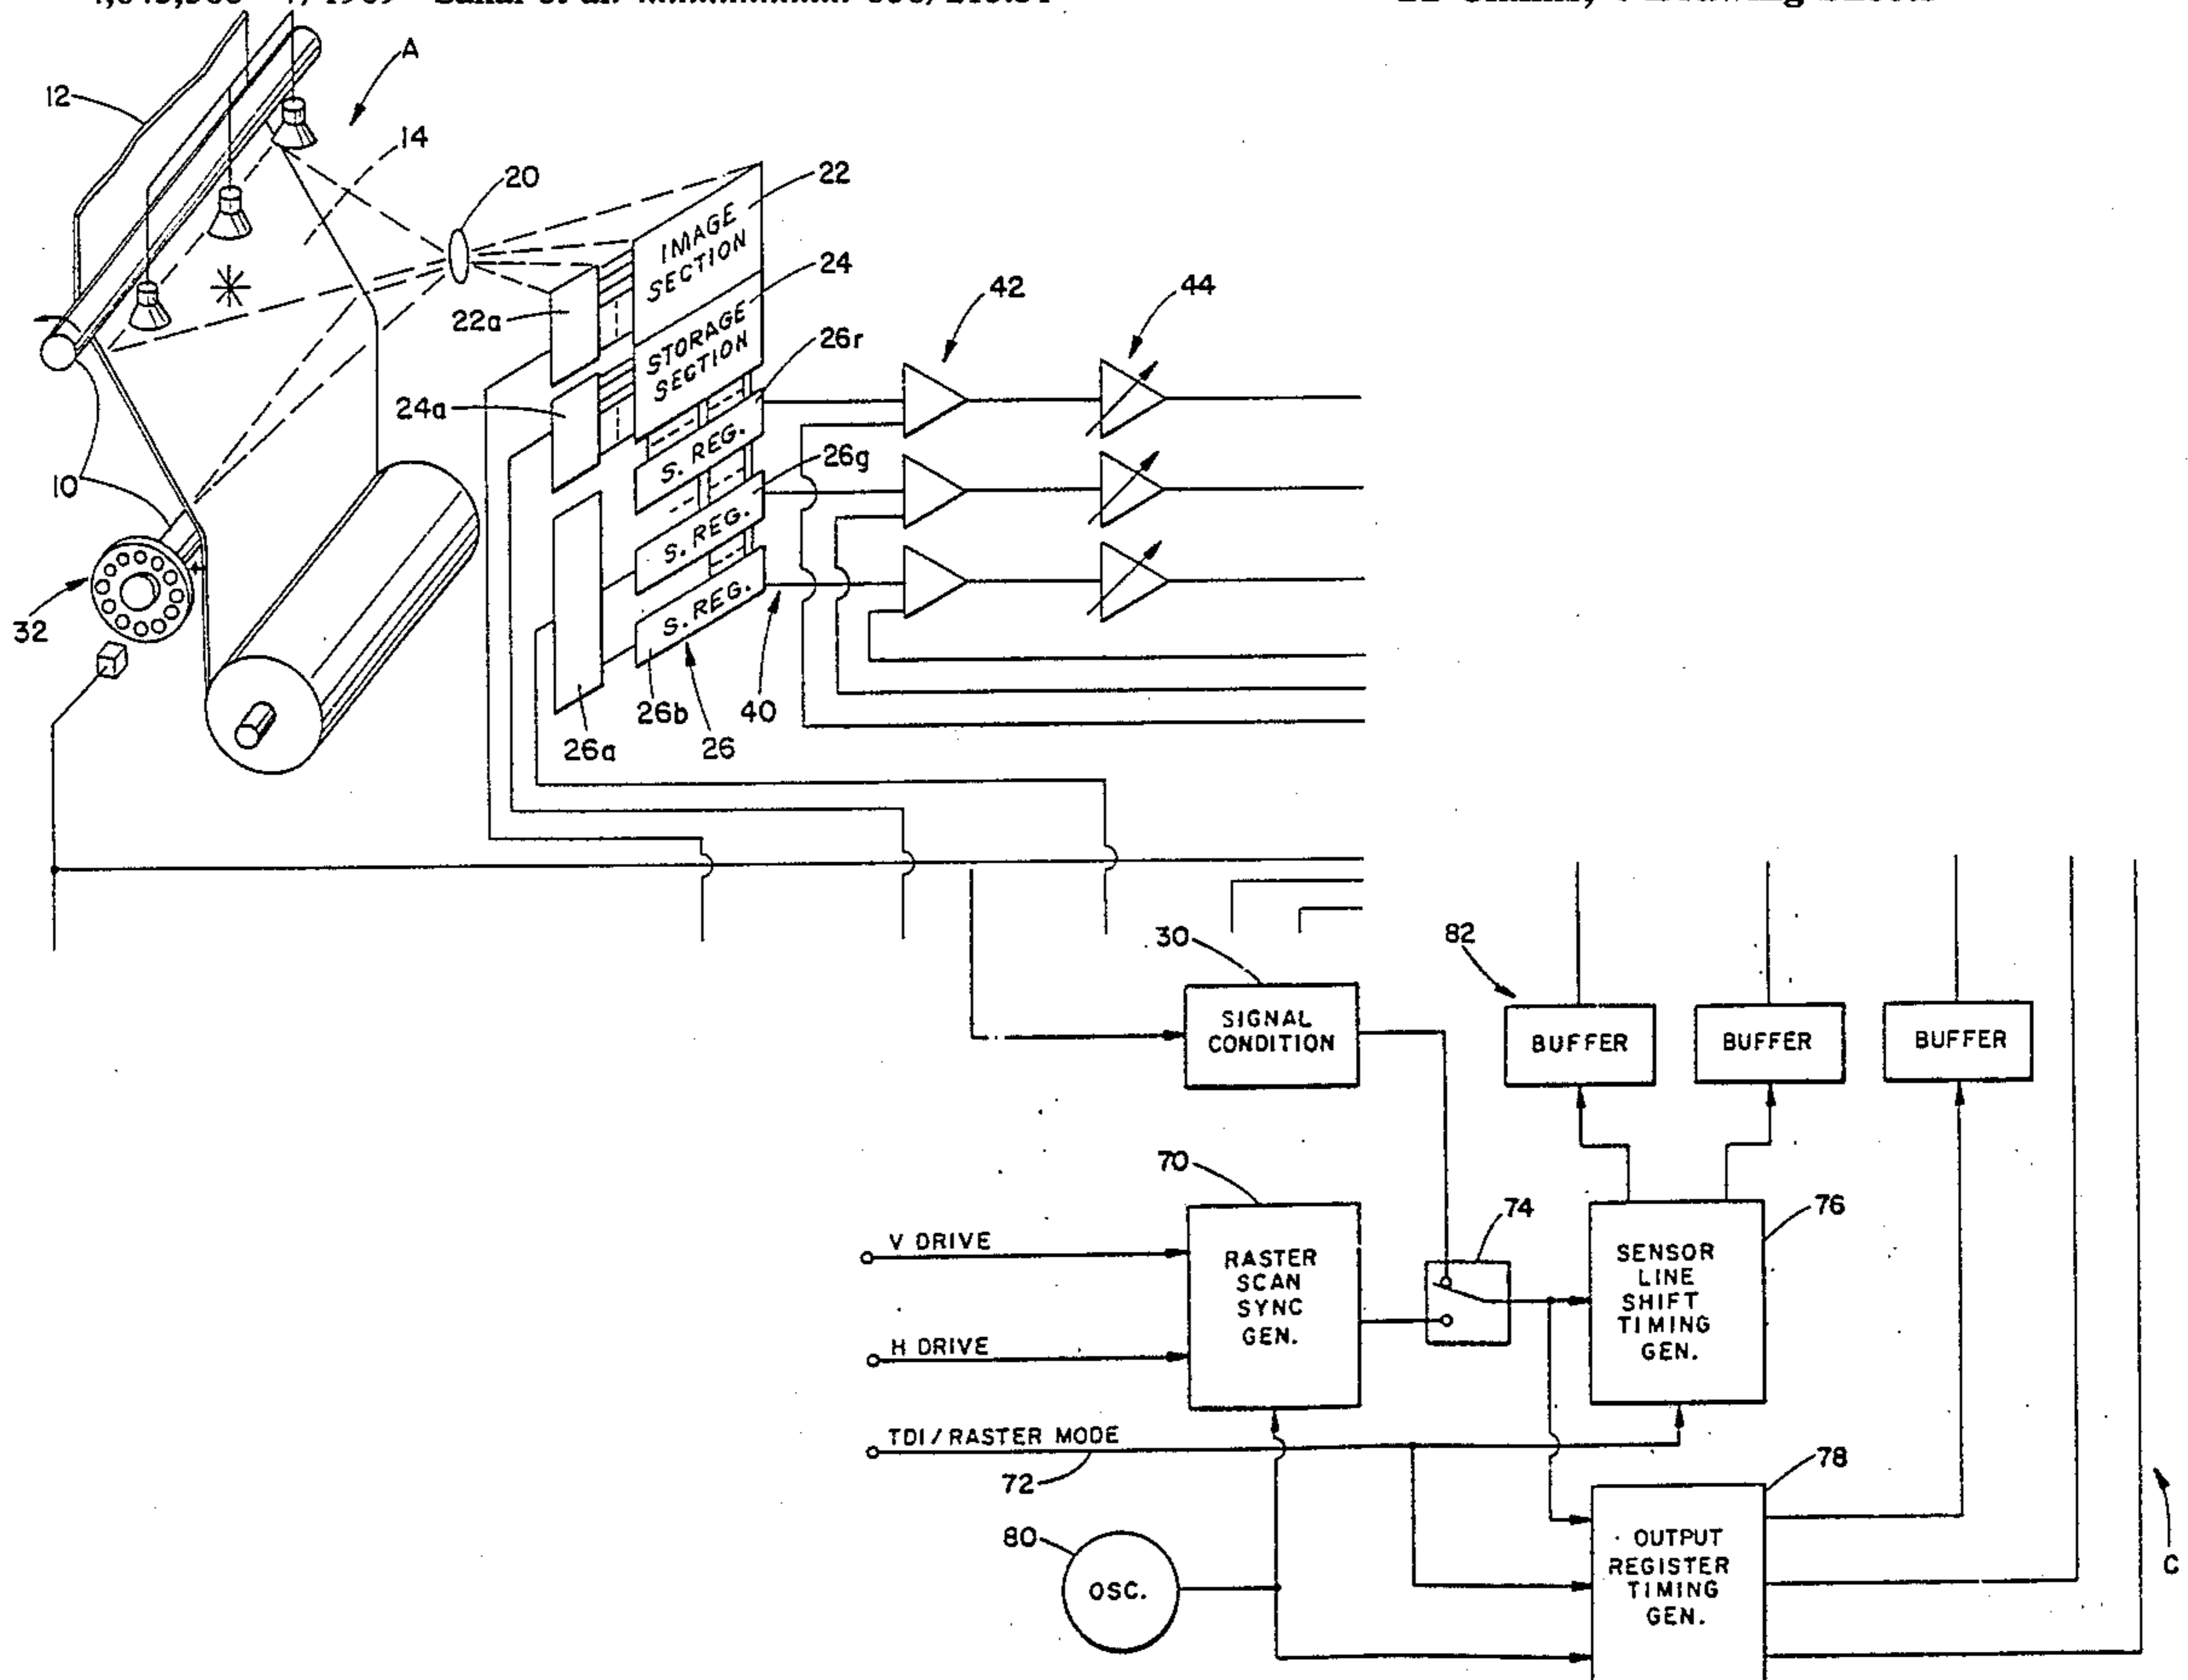 A
12
14
20
22
IMAGE
SECTION
24
22a
STORAGE
SECTION
42
44
26r
24a
S. REG.
26g
10
S. REG.
32
S. REG.
26b
40
26a
26
30
82
SIGNAL
CONDITION
BUFFER
BUFFER
BUFFER
70
74
76
V DRIVE
RASTER
SCAN
SYNC
GEN.
SENSOR
LINE
SHIFT
TIMING
GEN.
H DRIVE
TDI / RASTER MODE
72
78
80
OSC.
OUTPUT
REGISTER
TIMING
GEN.
C